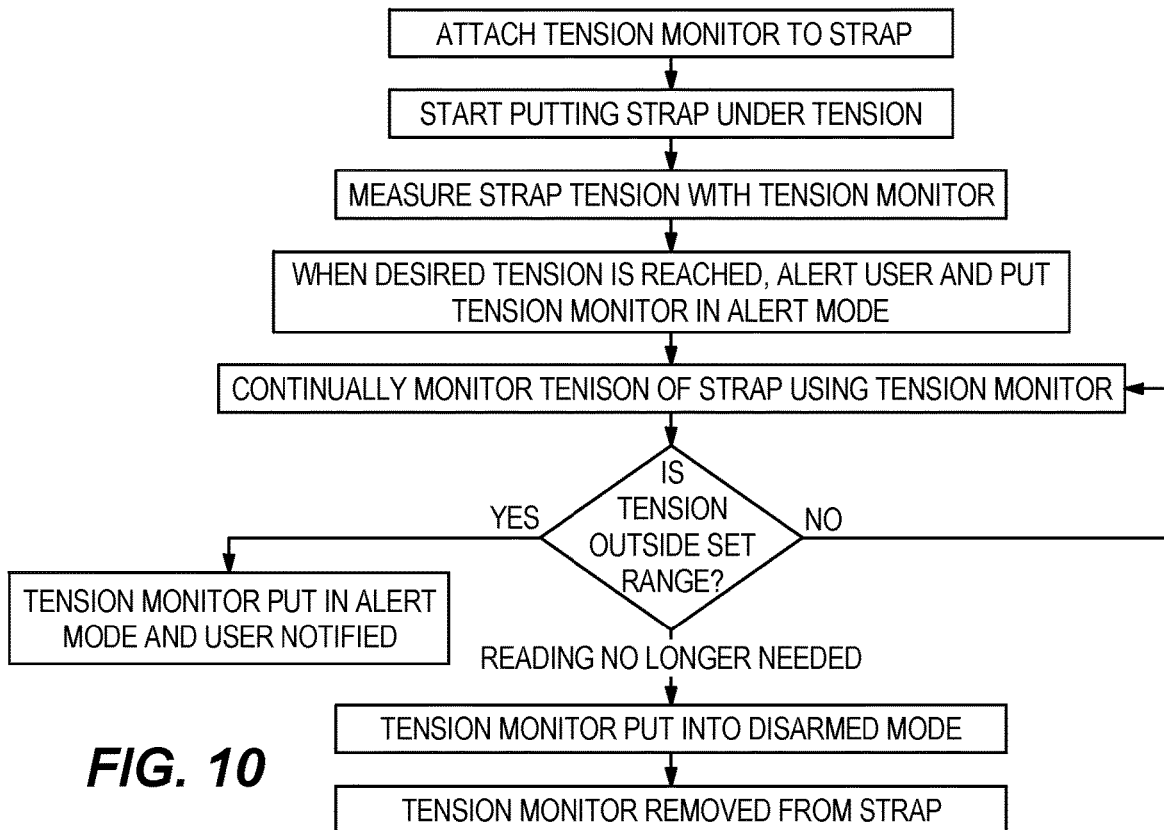 ATTACH TENSION MONITOR TO STRAP
START PUTTING STRAP UNDER TENSION
MEASURE STRAP TENSION WITH TENSION MONITOR
WHEN DESIRED TENSION IS REACHED, ALERT USER AND PUT
TENSION MONITOR IN ALERT MODE
CONTINUALLY MONITOR TENISON OF STRAP USING TENSION MONITOR
IS
TENSION
OUTSIDE SET
RANGE?
YES
NO
TENSION MONITOR PUT IN ALERT
MODE AND USER NOTIFIED
READING NO LONGER NEEDED
TENSION MONITOR PUT INTO DISARMED MODE
TENSION MONITOR REMOVED FROM STRAP
FIG. 10